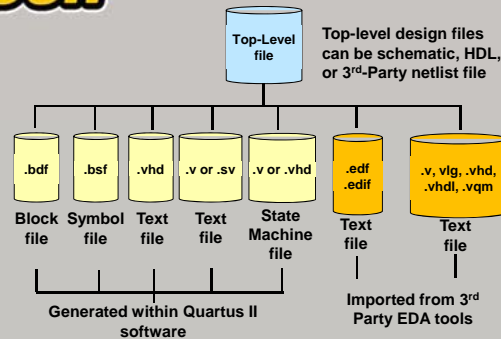 Top-Level
file
Top-level design files
can be schematic, HDL,
or 3rd-Party netlist file
.bdf
.bsf
.vhd
.v or .sv
.v or .vhd
.edf
.edif
.v, vlg, .vhd,
.vhdl, .vqm
Block
file
Symbol
file
Text
file
Text
file
State
Machine
file
Text
file
Text
file
Generated within Quartus II
software
Imported from 3rd
Party EDA tools